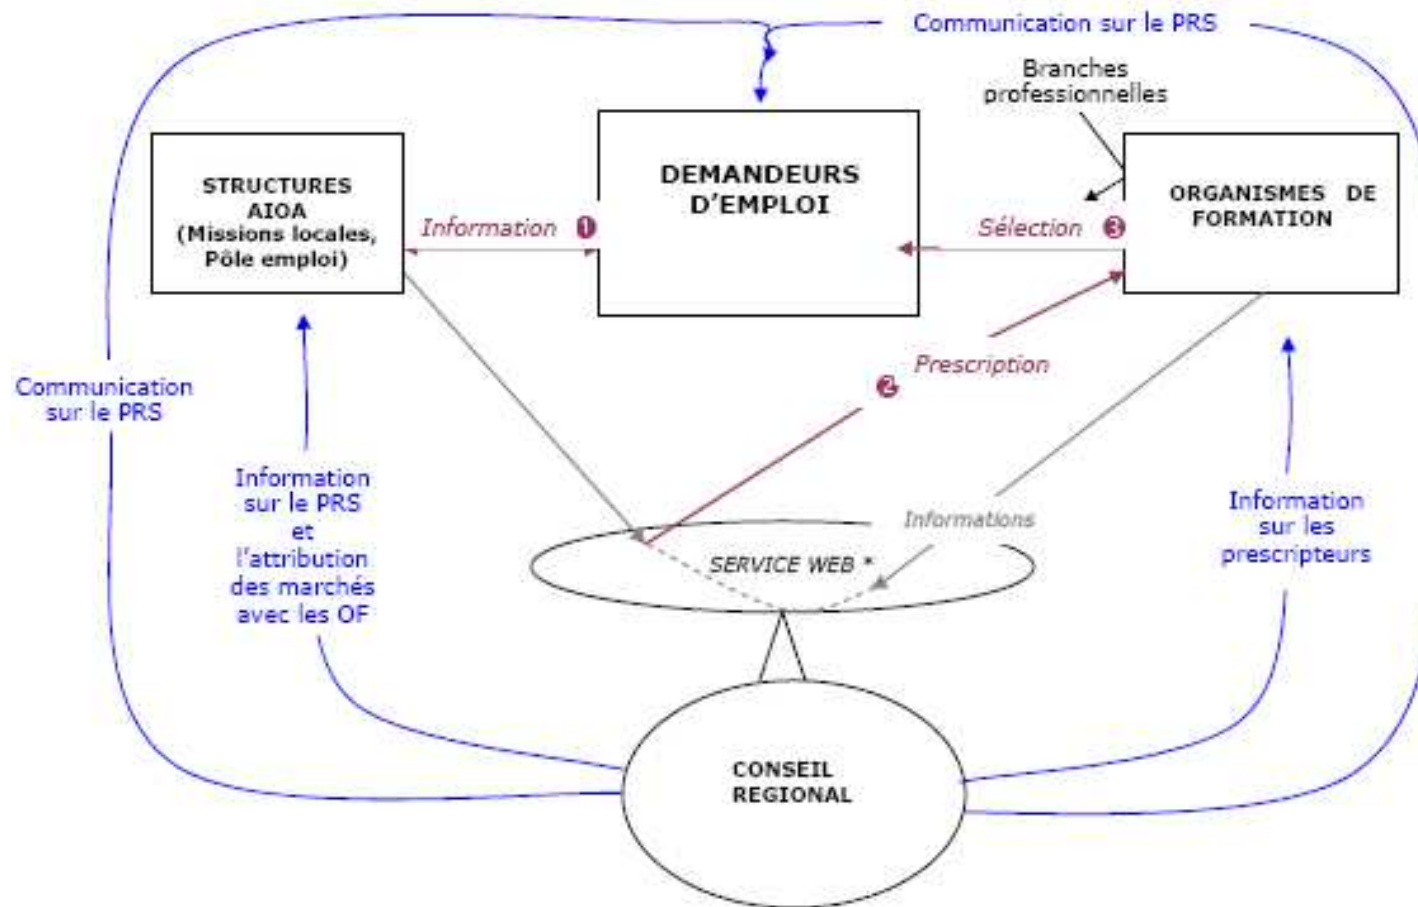 Communication sur le PRS
Branches
professionnelles
STRUCTURES
AIOA
(Missions locales,
Pôle emploi)
Information ❶
DEMANDEURS
D'EMPLOI
Sélection ❸
ORGANISMES DE
FORMATION
❷ Prescription
Communication
sur le PRS
Information
sur le PRS
et
l'attribution
des marchés
avec les OF
Informations
SERVICE WEB *
Information
sur les
prescripteurs
CONSEIL
REGIONAL